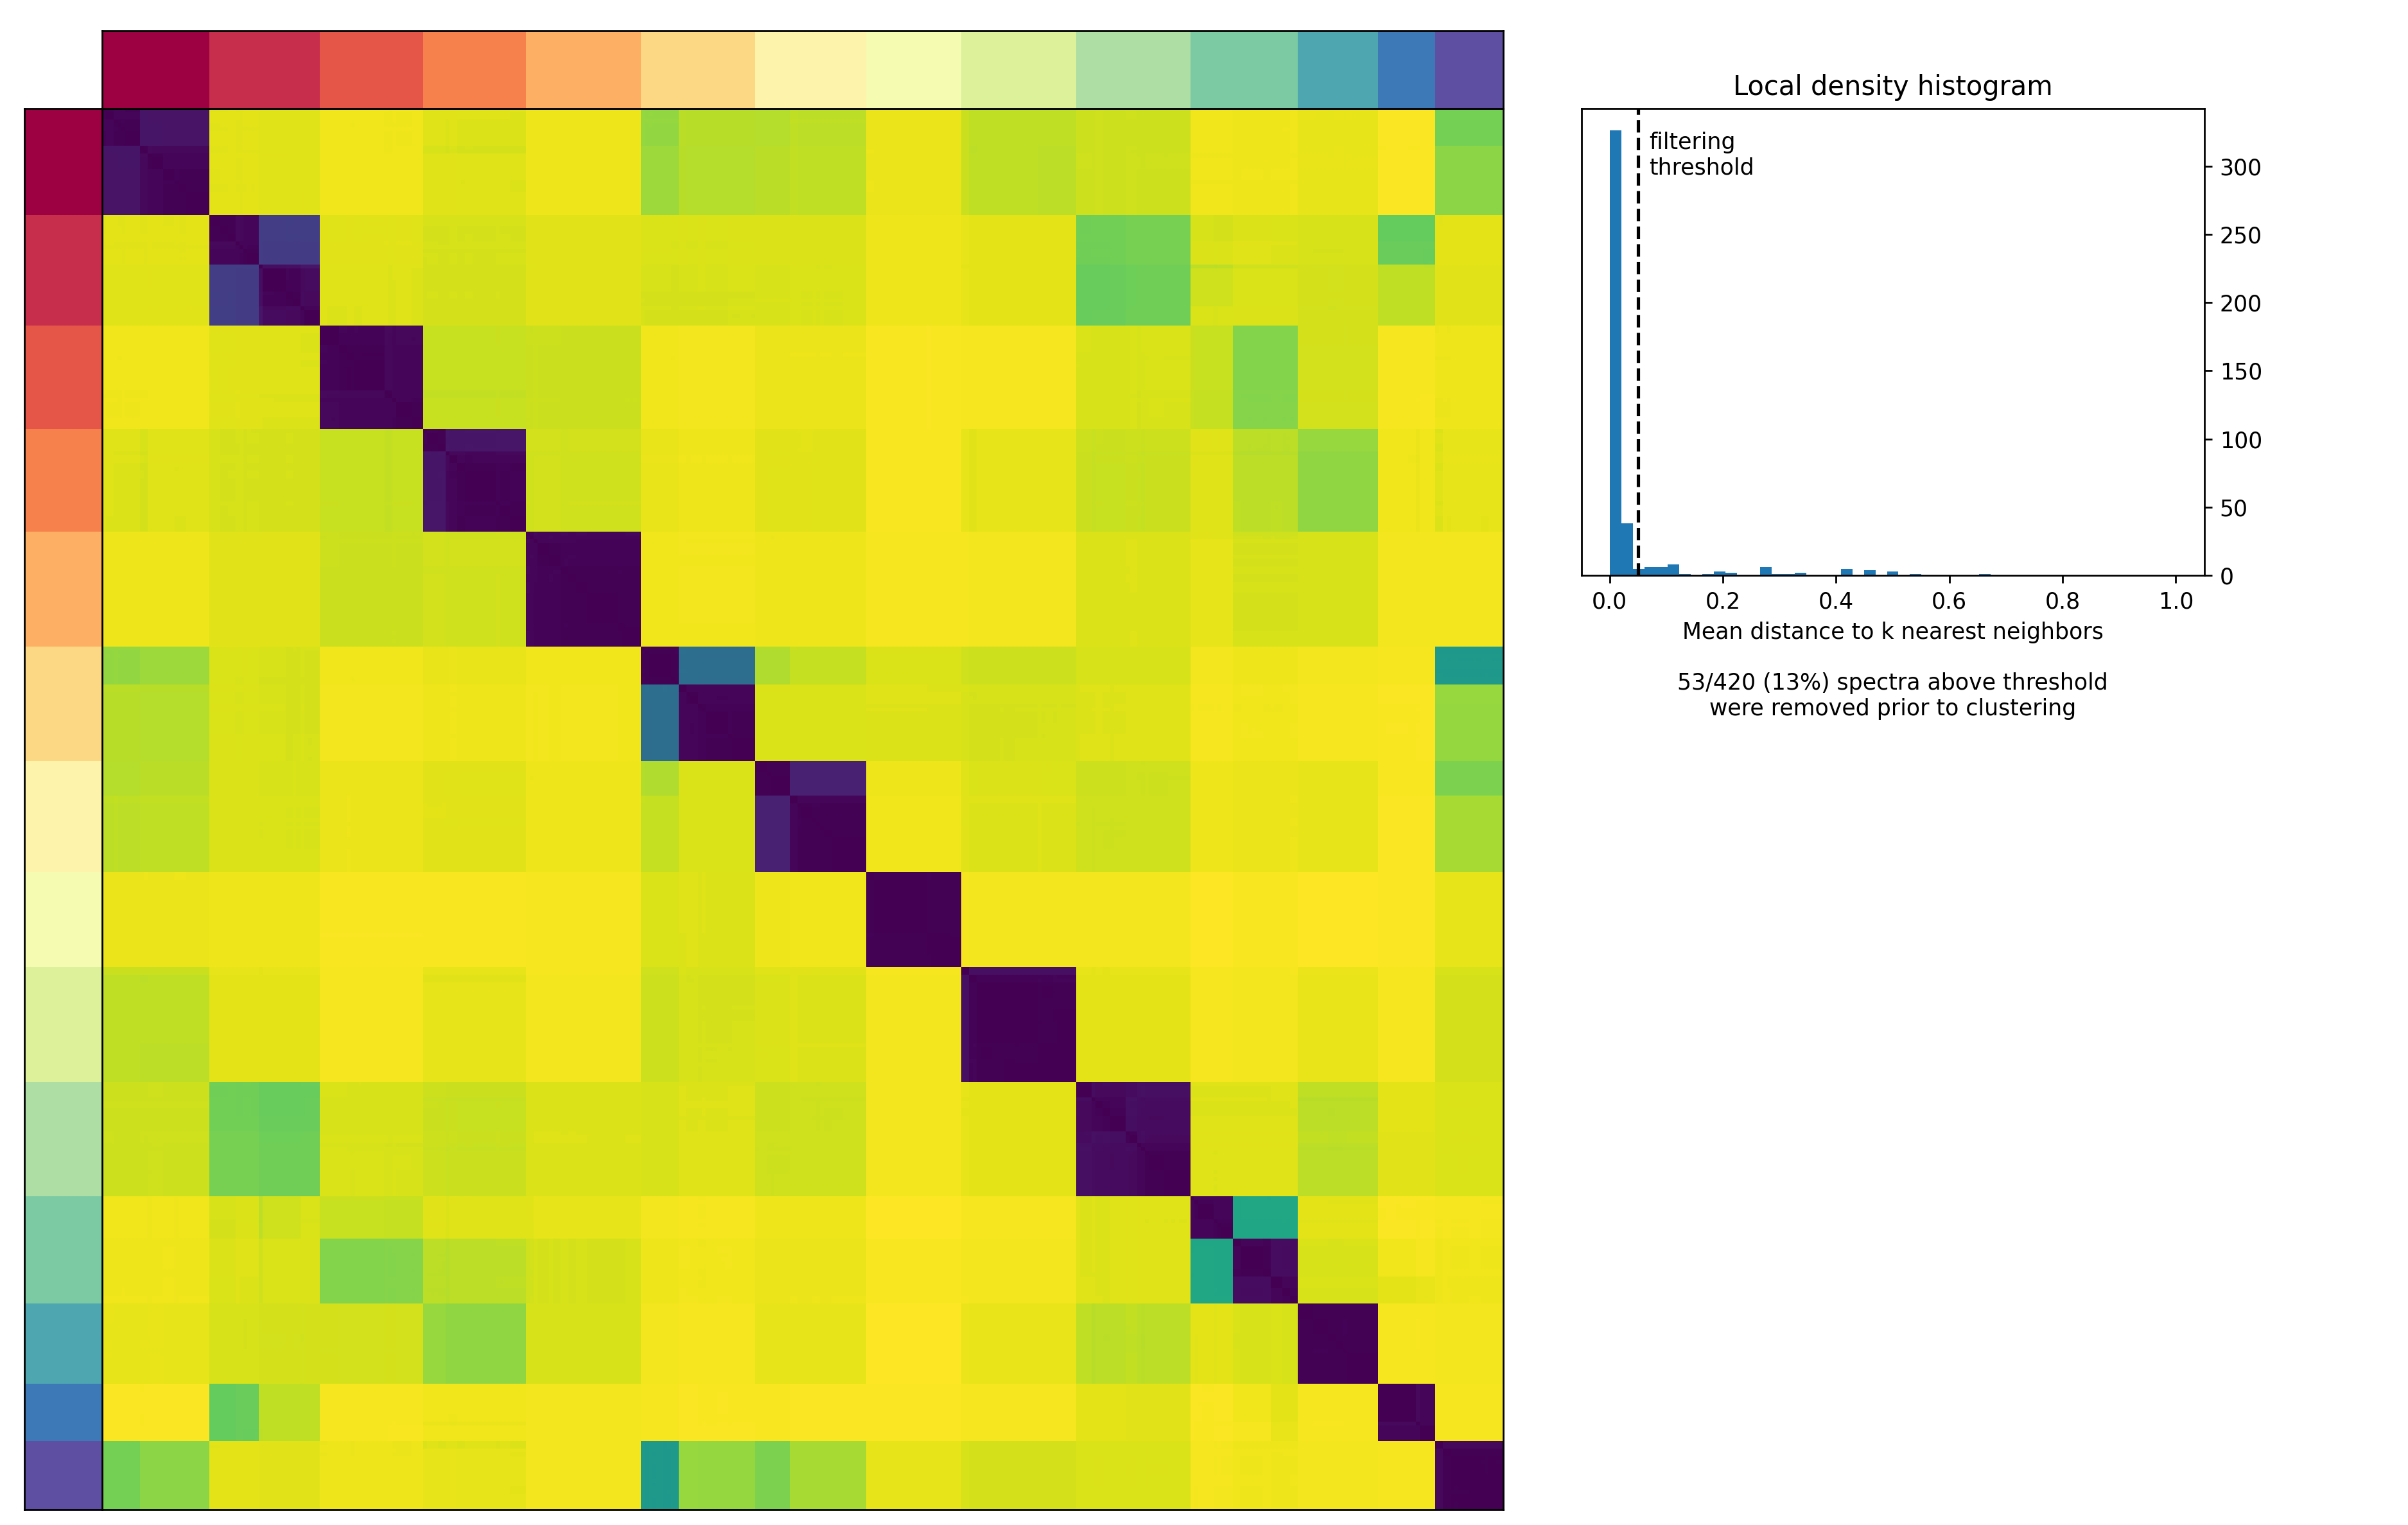 Local density histogram
filtering
threshold
300
250
200
150
100
50
0
0.0 0.2 0.4 0.6 0.8 1.0
Mean distance to k nearest neighbors
53/420 (13%) spectra above threshold
were removed prior to clustering